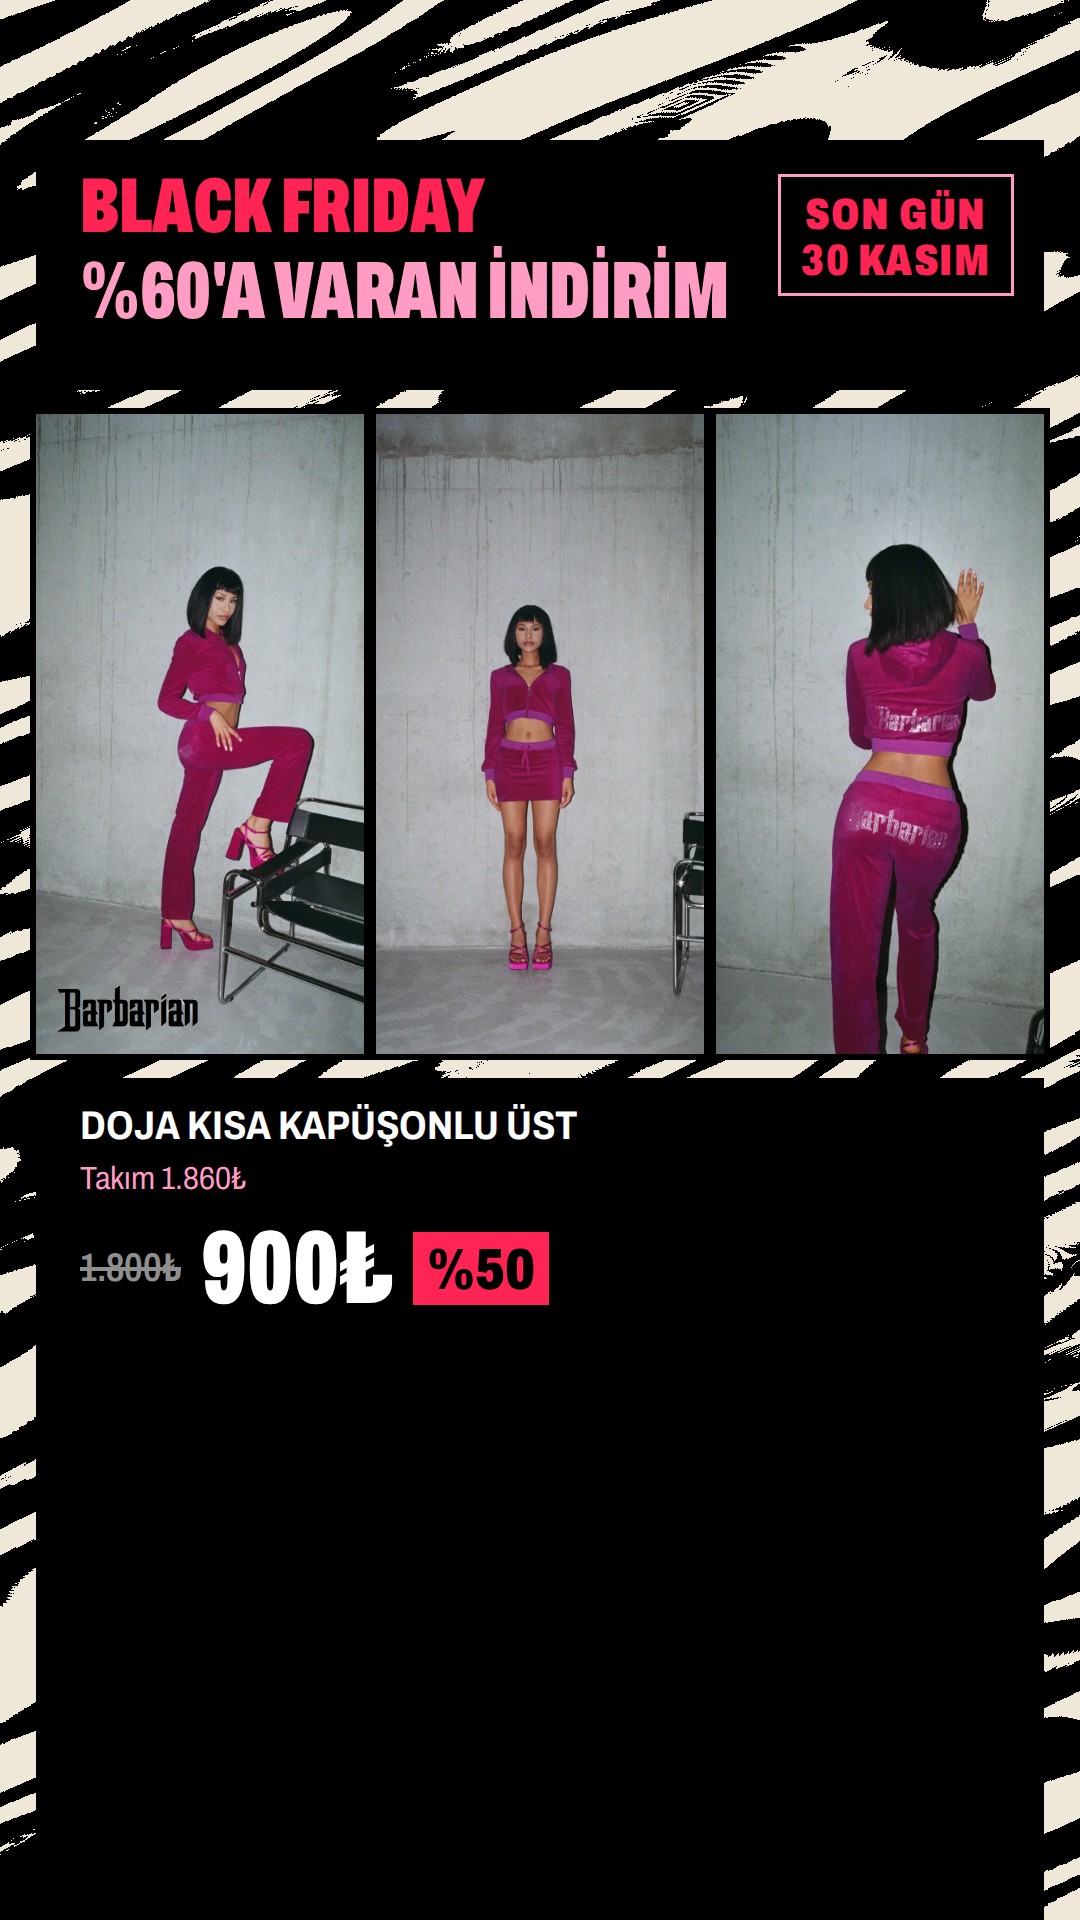 BLACK FRIDAY
%60'A VARAN İNDİRİM
SON GÜN
30 KASIM
Barbarian
Barbarian
Barbarian
DOJA KISA KAPÜŞONLU ÜST
Takım 1.860₺
1.800₺ 900₺ %50